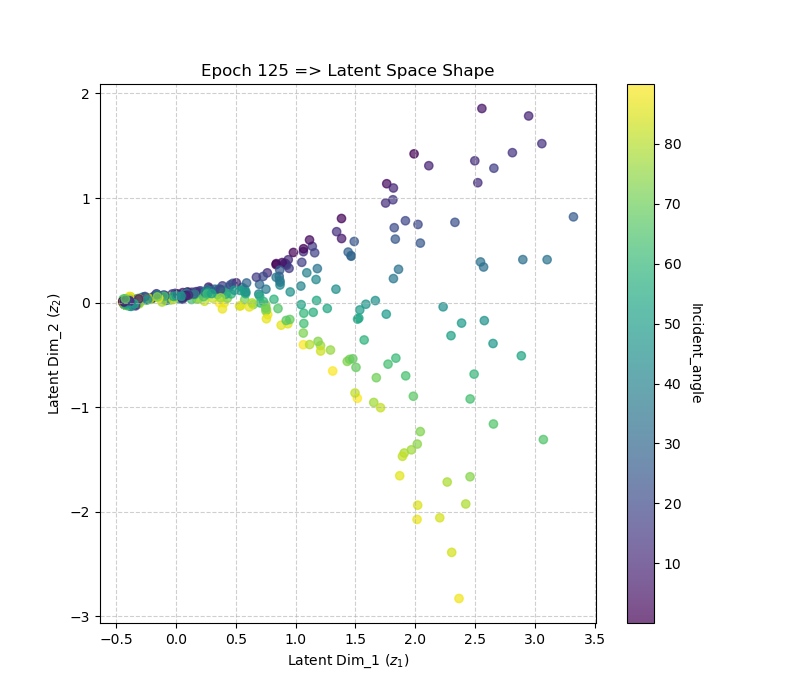 Epoch 125 => Latent Space Shape
2
1
0
−1
−2
−3
Latent Dim_2 (z₂)
−0.5 0.0 0.5 1.0 1.5 2.0 2.5 3.0 3.5
Latent Dim_1 (z₁)
80
70
60
50
40
30
20
10
Incident_angle